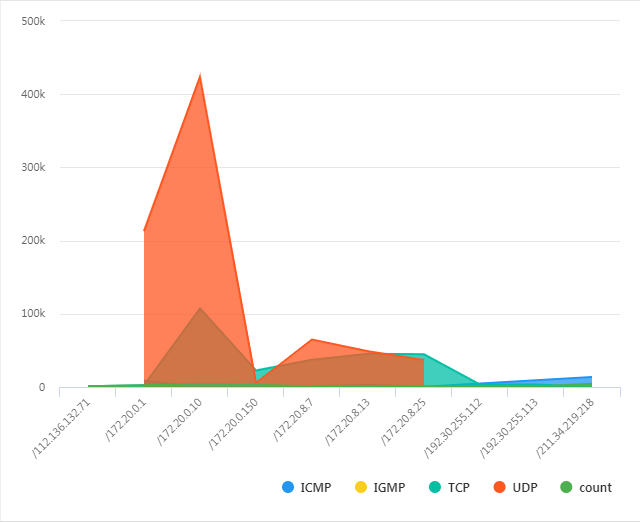 500k
400k
300k
200k
100k
0
/112.136.132.71
/172.20.0.1
/172.20.0.10
/172.20.0.150
/172.20.8.7
/172.20.8.13
/172.20.8.25
/192.30.255.112
/192.30.255.113
/211.34.219.218
ICMP IGMP TCP UDP count